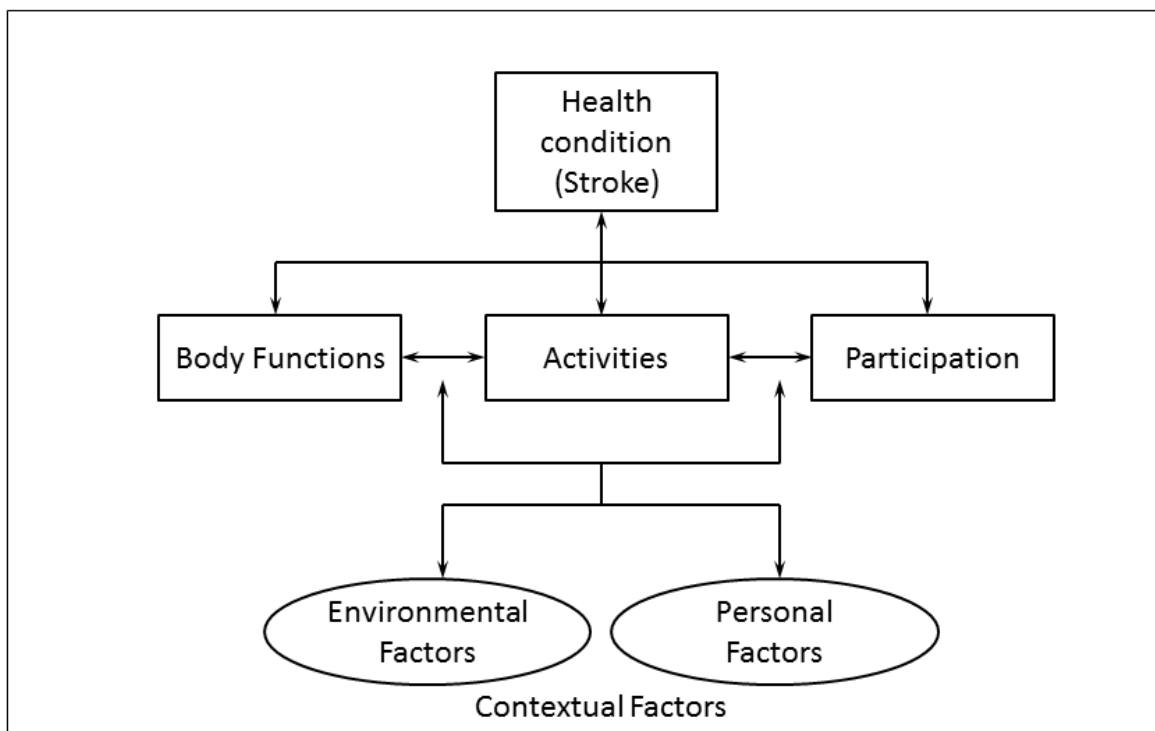 Health
condition
(Stroke)
Body Functions
Activities
Participation
Environmental
Factors
Personal
Factors
Contextual Factors